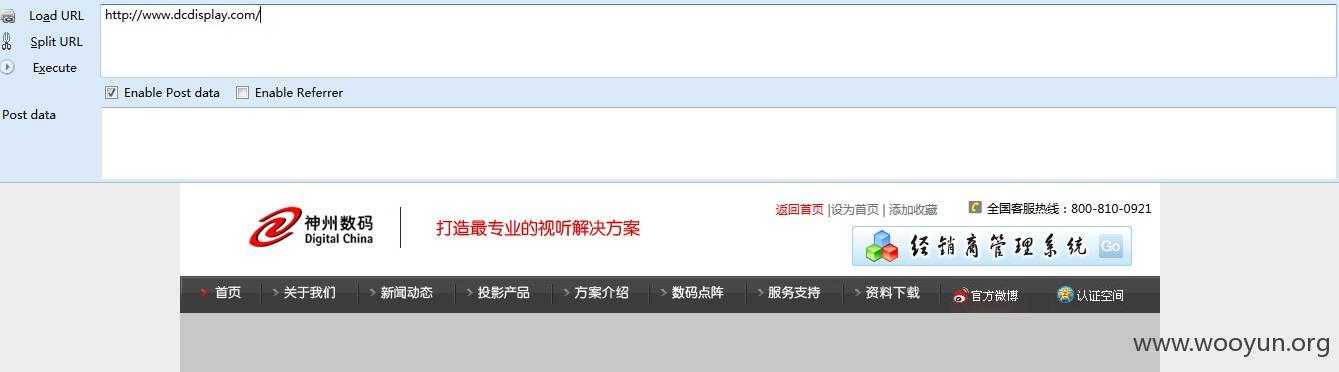 Load URL
http://www.dcdisplay.com/
Split URL
Execute
Enable Post data
Enable Referrer
Post data
神州数码
Digital China
打造最专业的视听解决方案
返回首页 |设为首页 | 添加收藏
全国客服热线：800-810-0921
经销商管理系统 Go
首页 关于我们 新闻动态 投影产品 方案介绍 数码点阵 服务支持 资料下载 官方微博 认证空间
www.wooyun.org